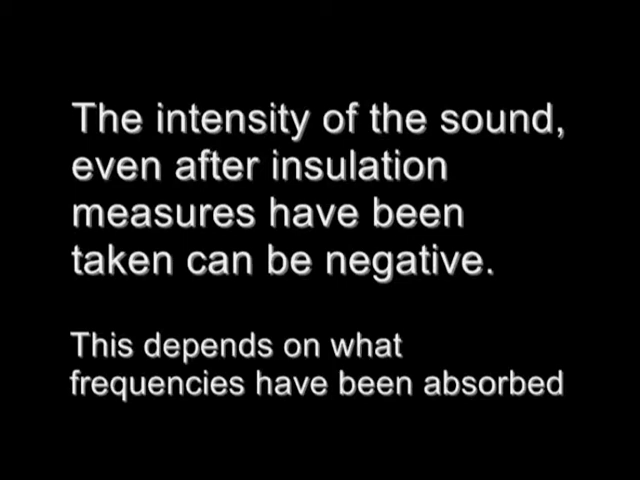 The intensity of the sound,
even after insulation
measures have been
taken can be negative.
This depends on what
frequencies have been absorbed